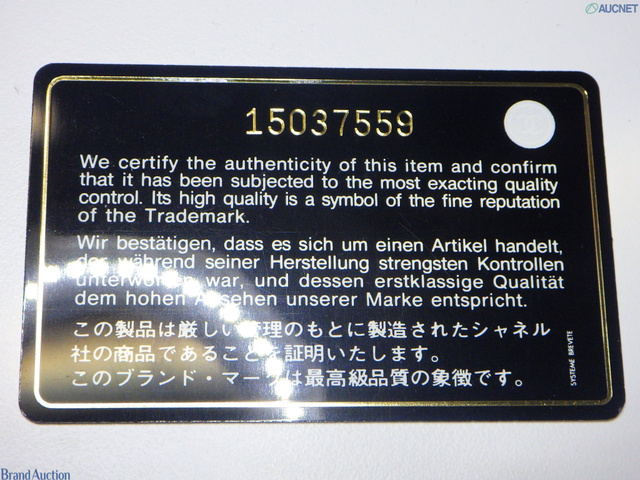 AUCNET
15037559
We certify the authenticity of this item and confirm
that it has been subjected to the most exacting quality
control. Its high quality is a symbol of the fine reputation
of the Trademark.
Wir bestätigen, dass es sich um einen Artikel handelt,
der während seiner Herstellung strengsten Kontrollen
unterworfen war, und dessen erstklassige Qualität
dem hohen Ansehen unserer Marke entspricht.
この製品は厳しい管理のもとに製造されたシャネル
社の商品であることを証明いたします。
このブランド・マークは最高級品質の象徴です。
SYSTEME BREVETE
Brand Auction